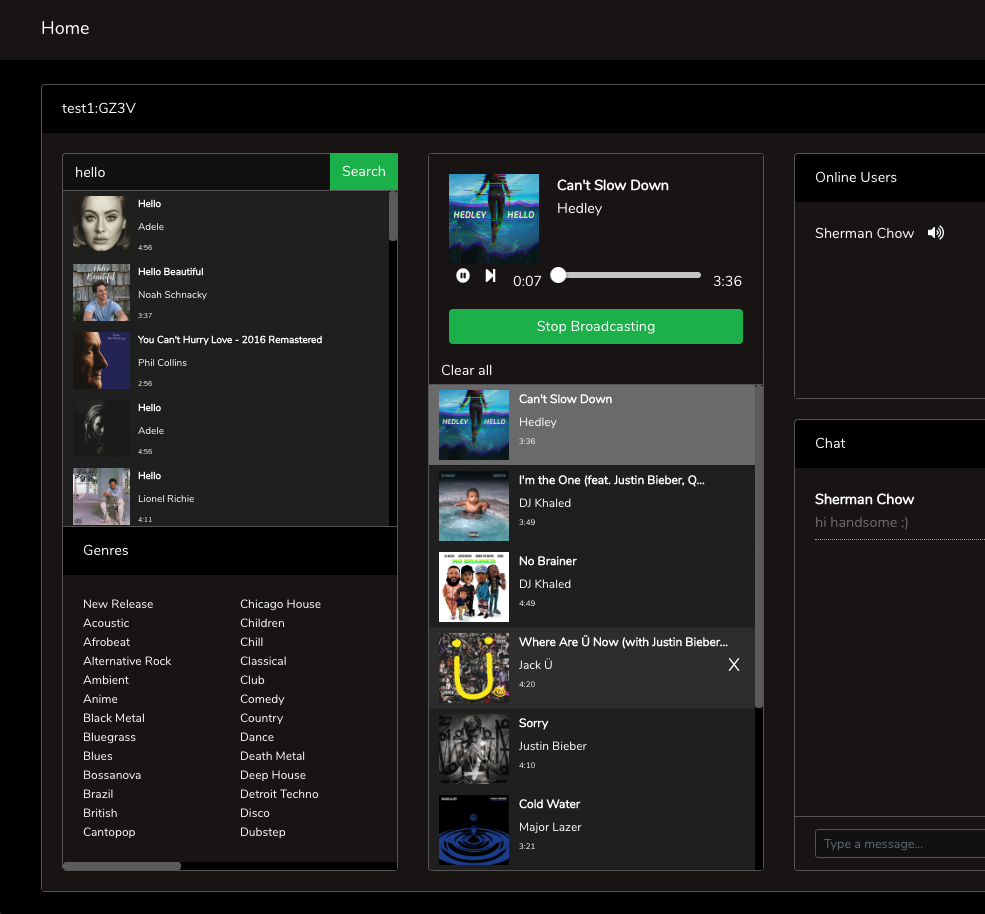 Home
test1:GZ3V
hello
Search
Hello
Adele
4:56
Hello Beautiful
Noah Schnacky
3:37
You Can't Hurry Love - 2016 Remastered
Phil Collins
2:56
Hello
Adele
4:56
Hello
Lionel Richie
4:11
Genres
New Release
Acoustic
Afrobeat
Alternative Rock
Ambient
Anime
Black Metal
Bluegrass
Blues
Bossanova
Brazil
British
Cantopop
Chicago House
Children
Chill
Classical
Club
Comedy
Country
Dance
Death Metal
Deep House
Detroit Techno
Disco
Dubstep
HEDLEY HELLO
Can't Slow Down
Hedley
0:07
3:36
Stop Broadcasting
Clear all
HEDLEY HELLO
Can't Slow Down
Hedley
3:36
I'm the One (feat. Justin Bieber, Q...
DJ Khaled
3:49
NO BRAINER
No Brainer
DJ Khaled
4:49
Where Are Ü Now (with Justin Bieber...
Jack Ü
4:20
X
Sorry
Justin Bieber
4:10
Cold Water
Major Lazer
3:21
Online Users
Sherman Chow
Chat
Sherman Chow
hi handsome ;)
Type a message...